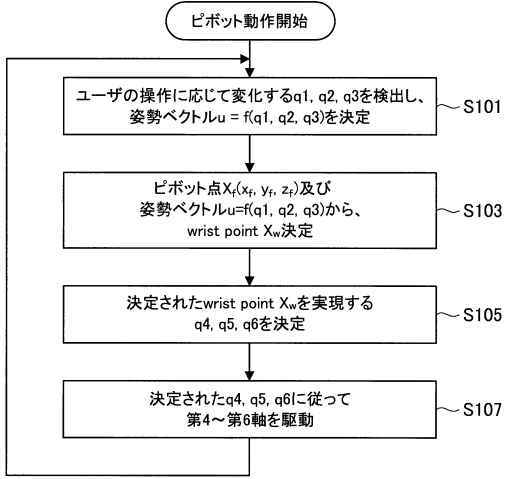 ピボット動作開始
ユーザの操作に応じて変化するq1, q2, q3を検出し、
姿勢ベクトルu = f(q1, q2, q3)を決定
S101
ピボット点Xf(xf, yf, zf)及び
姿勢ベクトルu=f(q1, q2, q3)から、
wrist point Xw決定
S103
決定されたwrist point Xwを実現する
q4, q5, q6を決定
S105
決定されたq4, q5, q6に従って
第4～第6軸を駆動
S107